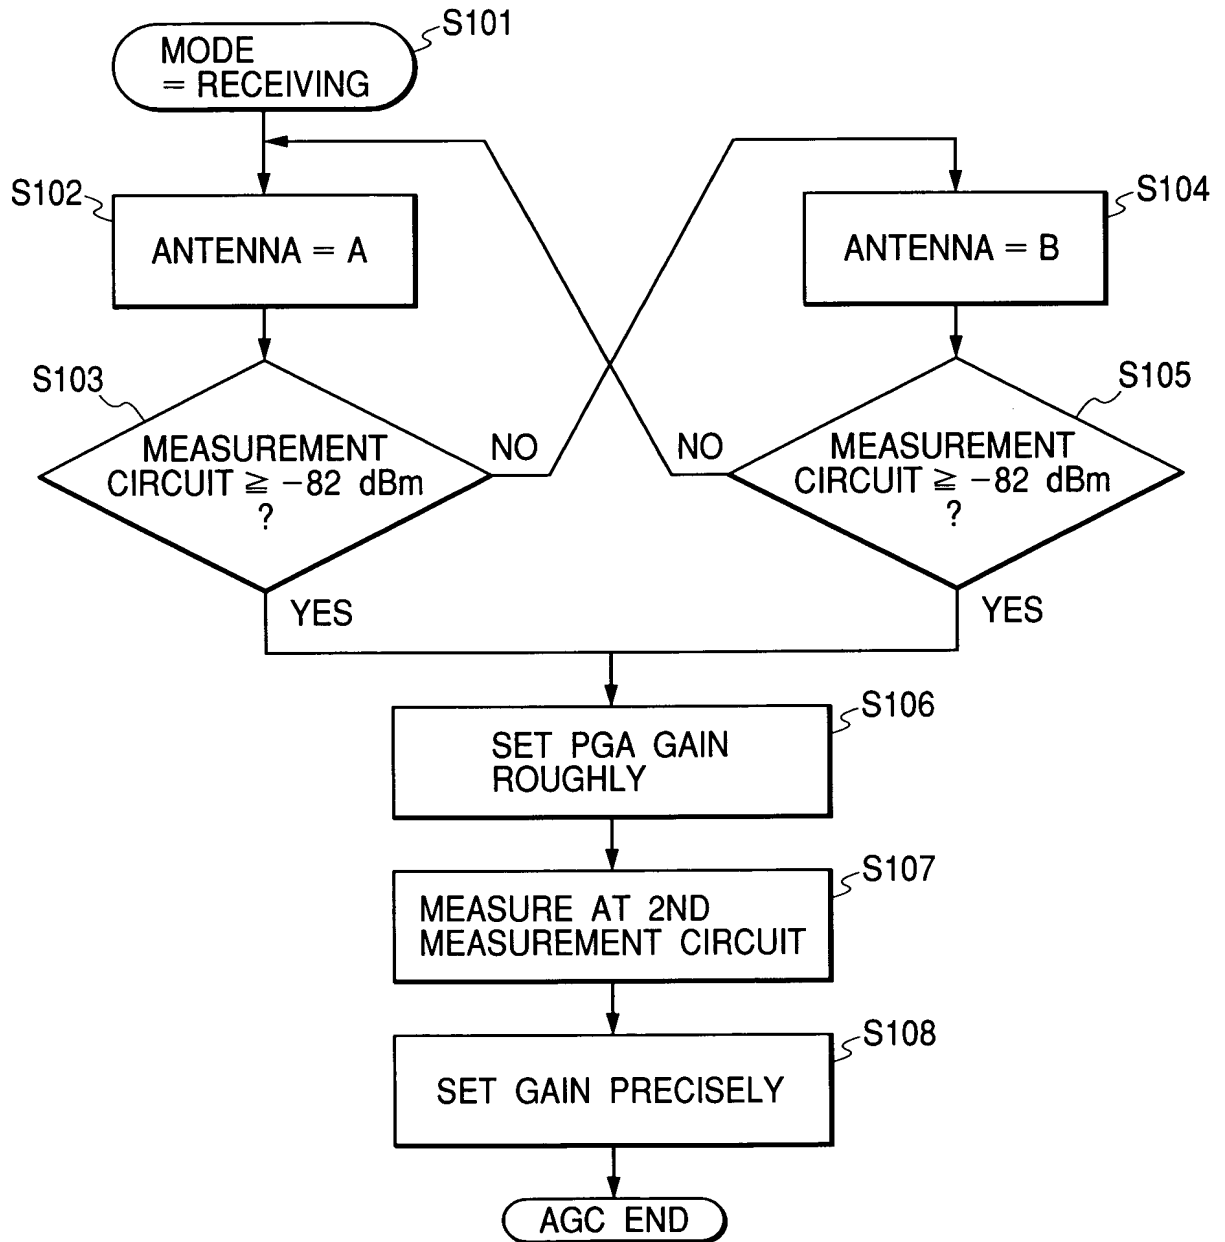 S101
MODE
= RECEIVING
S102
ANTENNA = A
S104
ANTENNA = B
S103
MEASUREMENT
CIRCUIT ≧ −82 dBm
?
NO
YES
S105
NO
MEASUREMENT
CIRCUIT ≧ −82 dBm
?
YES
S106
SET PGA GAIN
ROUGHLY
S107
MEASURE AT 2ND
MEASUREMENT CIRCUIT
S108
SET GAIN PRECISELY
AGC END